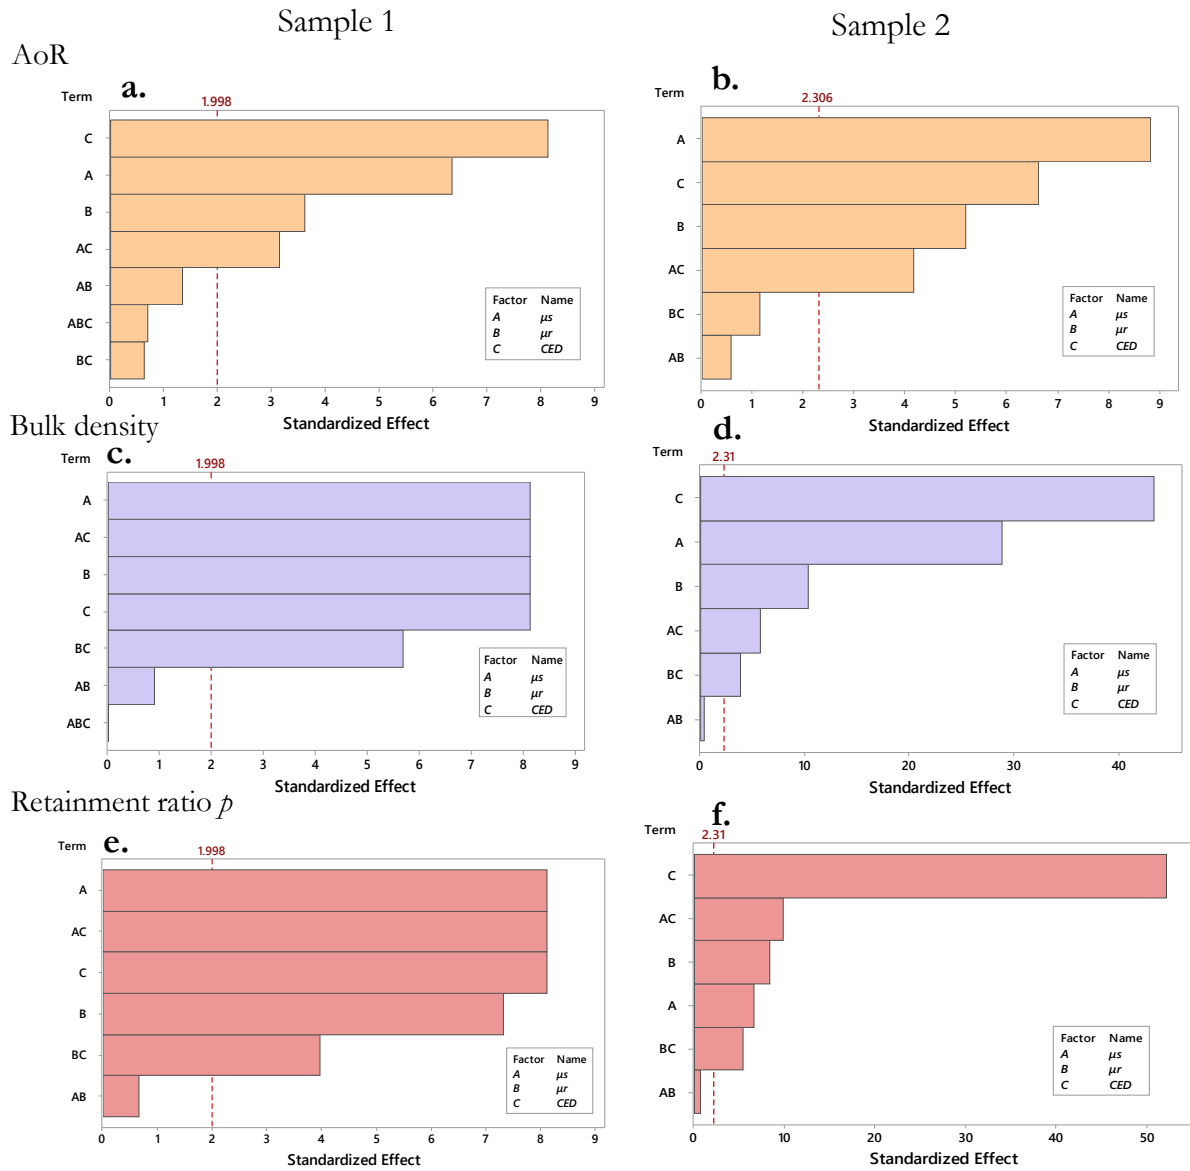 Sample 1
Sample 2
AoR
a.
Term
1.998
C
A
B
AC
AB
ABC
BC
Factor Name
A μs
B μr
C CED
0 1 2 3 4 5 6 7 8 9
Standardized Effect
b.
Term
2.306
A
C
B
AC
BC
AB
Factor Name
A μs
B μr
C CED
0 1 2 3 4 5 6 7 8 9
Standardized Effect
Bulk density
c.
Term
1.998
A
AC
B
C
BC
AB
ABC
Factor Name
A μs
B μr
C CED
0 1 2 3 4 5 6 7 8 9
Standardized Effect
d.
Term
2.31
C
A
B
AC
BC
AB
Factor Name
A μs
B μr
C CED
0 10 20 30 40
Standardized Effect
Retainment ratio p
e.
Term
1.998
A
AC
C
B
BC
AB
Factor Name
A μs
B μr
C CED
0 1 2 3 4 5 6 7 8 9
Standardized Effect
f.
Term
2.31
C
AC
B
A
BC
AB
Factor Name
A μs
B μr
C CED
0 10 20 30 40 50
Standardized Effect